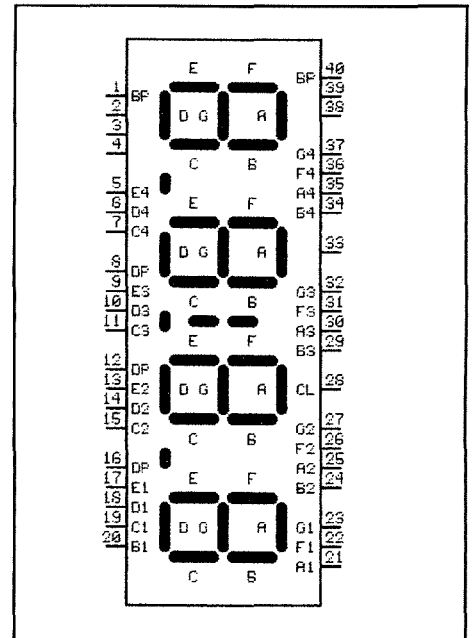 E F BP 40
1 BP 39
2 D G A 38
3
4 37
C B G4 36
F4 35
5 E4 E F A4 34
6 D4 B4
7 C4
D G A 33
8 DP
9 E3 32
10 D3 C B G3 31
11 C3 F3 30
E F A3 29
B3
12 DP
13 E2 D G A CL 28
14 D2
15 C2 27
C B G2 26
F2 25
16 DP E F A2 24
17 E1 B2
18 D1
19 C1 D G A G1 23
20 B1 F1 22
A1 21
C B